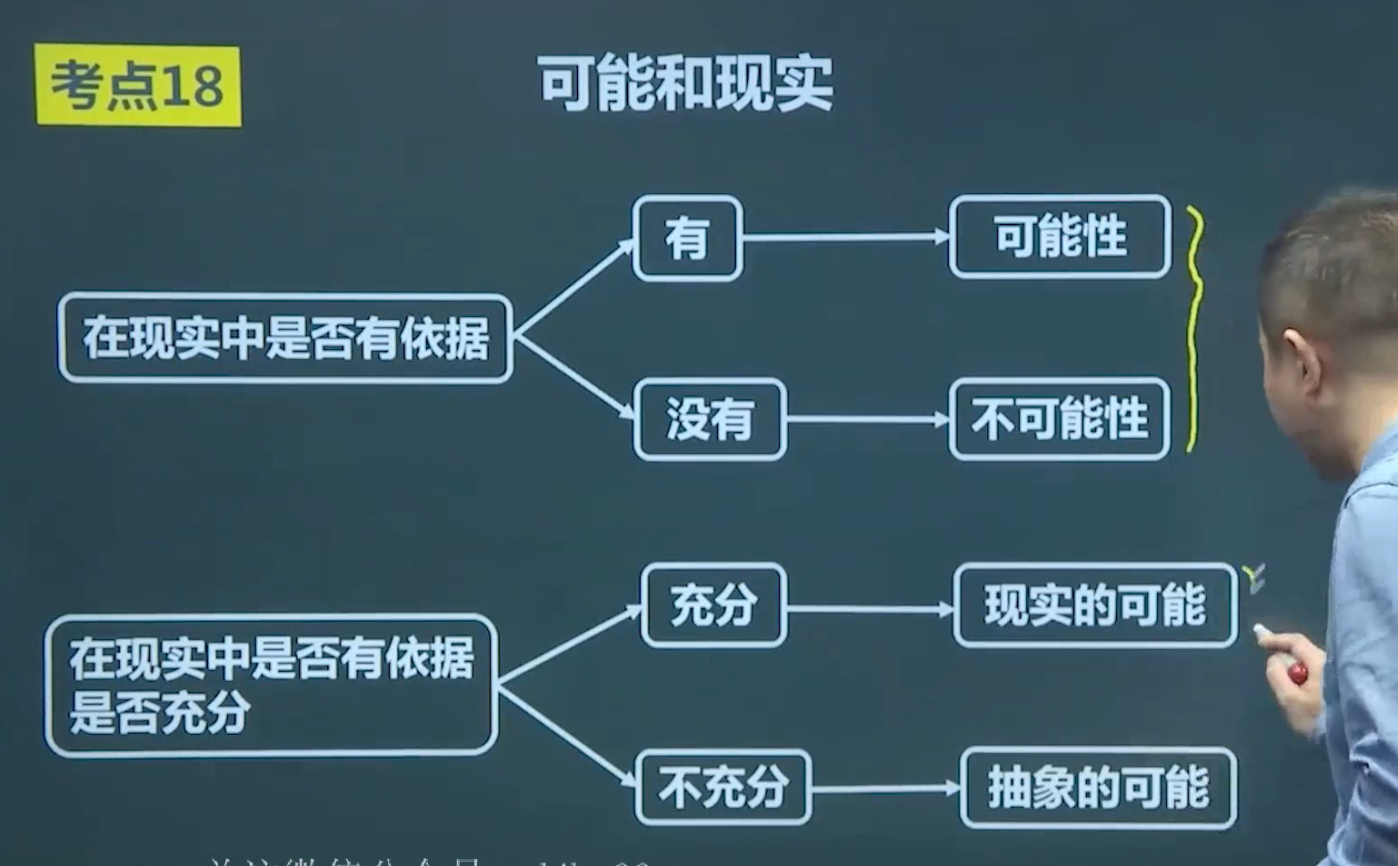 考点18
可能和现实
有
可能性
在现实中是否有依据
没有
不可能性
充分
现实的可能
在现实中是否有依据
是否充分
不充分
抽象的可能